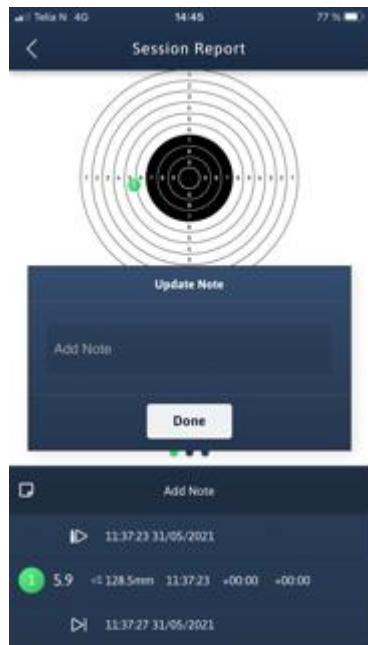 Telia N 4G 14:45 77 %
Session Report
Update Note
Add Note
Done
Add Note
11:37:23 31/05/2021
1 5.9 128.5mm 11:37:23 +00:00 +00:00
11:37:27 31/05/2021